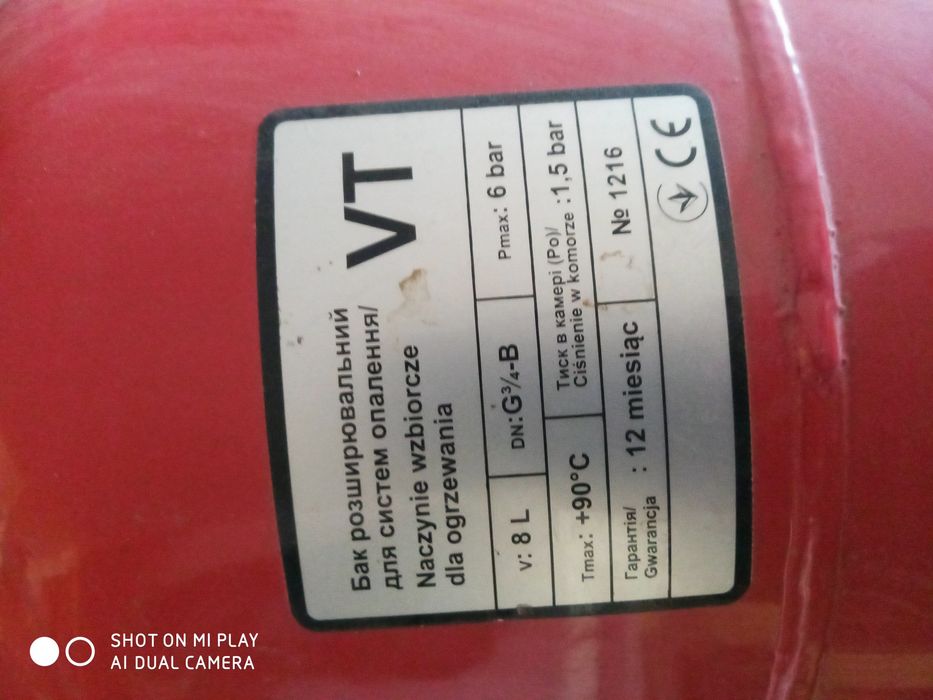 Бак розширювальний
для систем опалення/
Naczynie wzbiorcze
dla ogrzewania
VT
V: 8 L
DN:G³/₄-B
Pmax: 6 bar
Tmax: +90°C
Тиск в камері (Ро)/
Ciśnienie w komorze :1,5 bar
Гарантія/
Gwarancja : 12 miesiąc
№ 1216
CE
SHOT ON MI PLAY
AI DUAL CAMERA